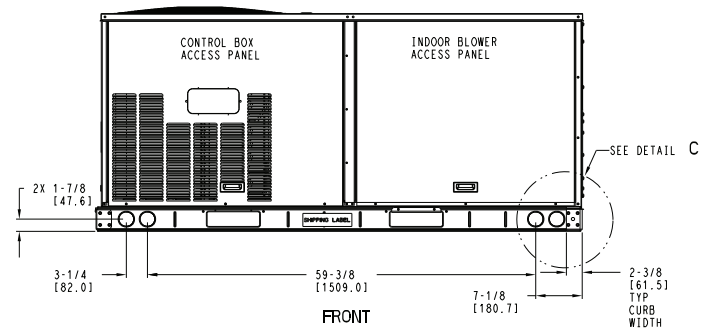 CONTROL BOX
ACCESS PANEL
INDOOR BLOWER
ACCESS PANEL
SEE DETAIL C
2X 1-7/8
[47.6]
SHIPPING LABEL
3-1/4
[82.0]
59-3/8
[1509.0]
7-1/8
[180.7]
2-3/8
[61.5]
TYP
CURB
WIDTH
FRONT